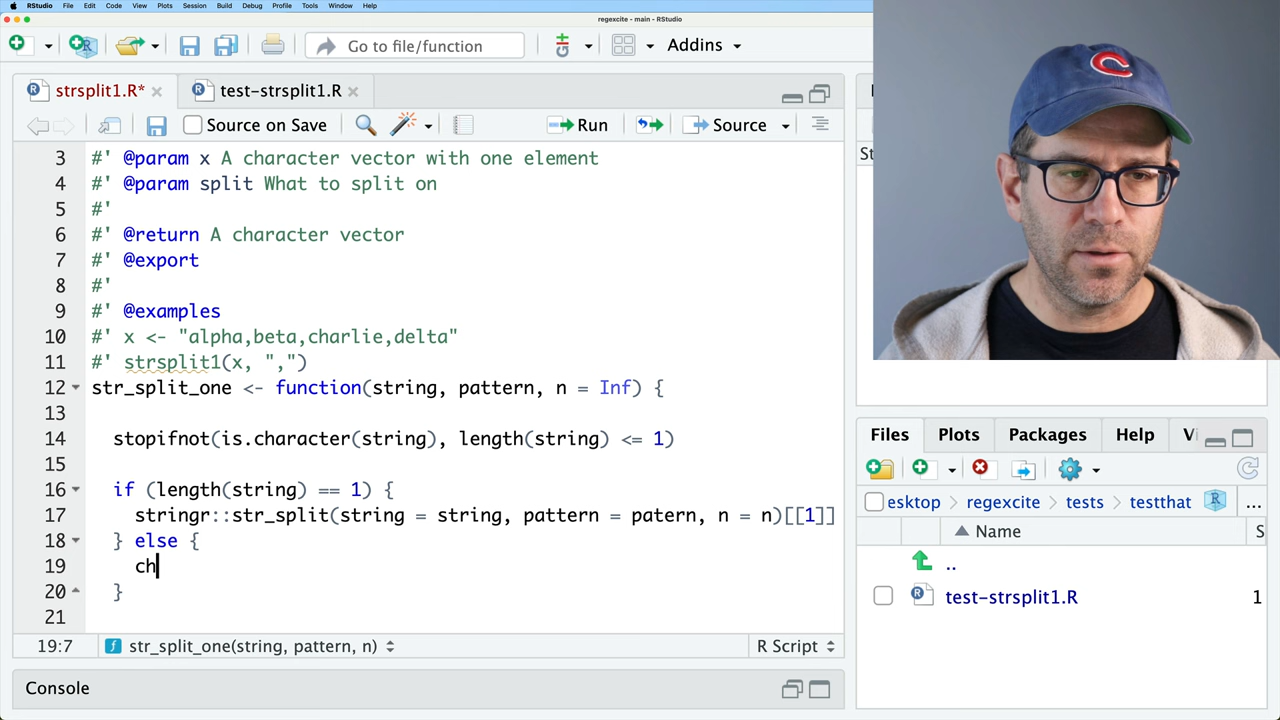 RStudio File Edit Code View Plots Session Build Debug Profile Tools Window Help
regexcite - main - RStudio
Go to file/function Addins
strsplit1.R* test-strsplit1.R
Source on Save Run Source
3 #' @param x A character vector with one element
4 #' @param split What to split on
5 #'
6 #' @return A character vector
7 #' @export
8 #'
9 #' @examples
10 #' x <- "alpha,beta,charlie,delta"
11 #' strsplit1(x, ",")
12 str_split_one <- function(string, pattern, n = Inf) {
13
14 stopifnot(is.character(string), length(string) <= 1)
15
16 if (length(string) == 1) {
17 stringr::str_split(string = string, pattern = patern, n = n)[[1]]
18 } else {
19 ch
20 }
21
19:7 str_split_one(string, pattern, n) R Script
Console
St
Files Plots Packages Help Vi
esktop regexcite tests testthat ...
Name S
..
test-strsplit1.R 1
C